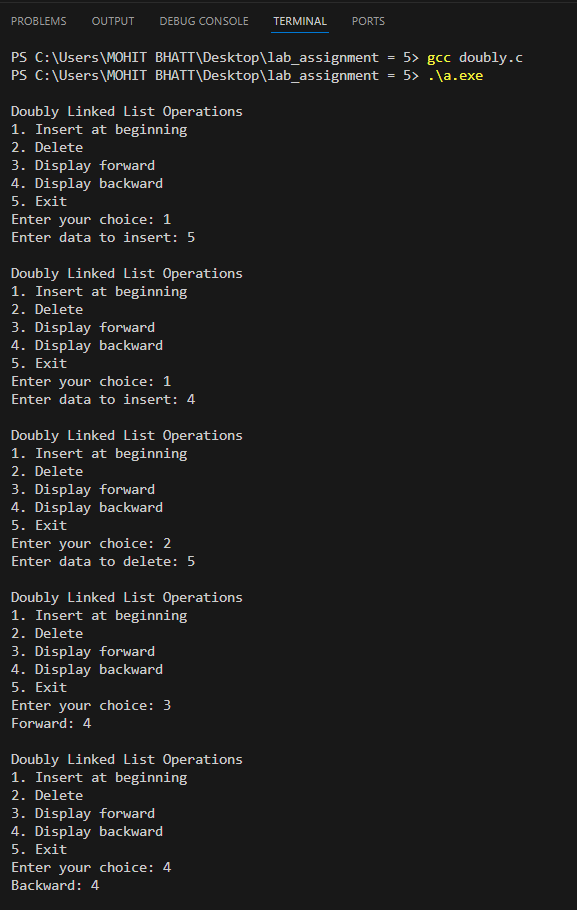 PROBLEMS OUTPUT DEBUG CONSOLE TERMINAL PORTS
PS C:\Users\MOHIT BHATT\Desktop\lab_assignment = 5> gcc doubly.c
PS C:\Users\MOHIT BHATT\Desktop\lab_assignment = 5> .\a.exe
Doubly Linked List Operations
1. Insert at beginning
2. Delete
3. Display forward
4. Display backward
5. Exit
Enter your choice: 1
Enter data to insert: 5
Doubly Linked List Operations
1. Insert at beginning
2. Delete
3. Display forward
4. Display backward
5. Exit
Enter your choice: 1
Enter data to insert: 4
Doubly Linked List Operations
1. Insert at beginning
2. Delete
3. Display forward
4. Display backward
5. Exit
Enter your choice: 2
Enter data to delete: 5
Doubly Linked List Operations
1. Insert at beginning
2. Delete
3. Display forward
4. Display backward
5. Exit
Enter your choice: 3
Forward: 4
Doubly Linked List Operations
1. Insert at beginning
2. Delete
3. Display forward
4. Display backward
5. Exit
Enter your choice: 4
Backward: 4